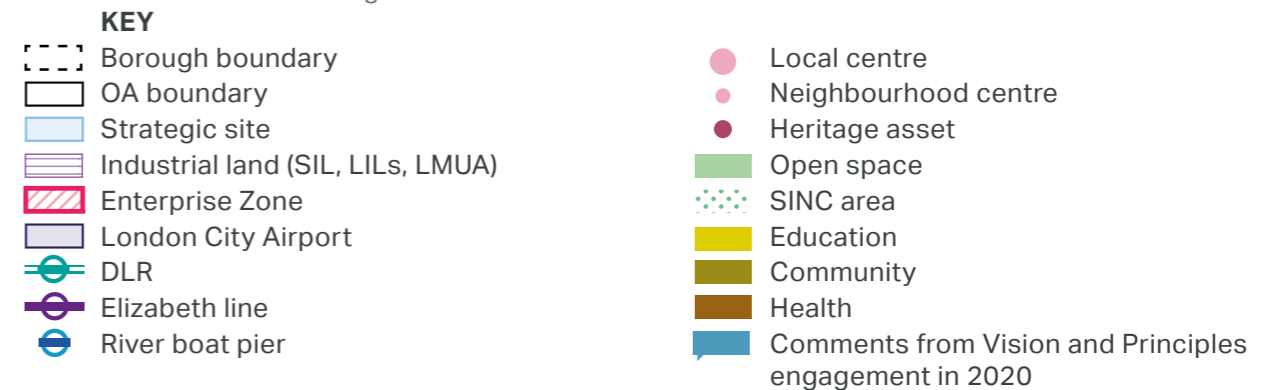 KEY
Borough boundary
OA boundary
Strategic site
Industrial land (SIL, LILs, LMUA)
Enterprise Zone
London City Airport
DLR
Elizabeth line
River boat pier
Local centre
Neighbourhood centre
Heritage asset
Open space
SINC area
Education
Community
Health
Comments from Vision and Principles
engagement in 2020